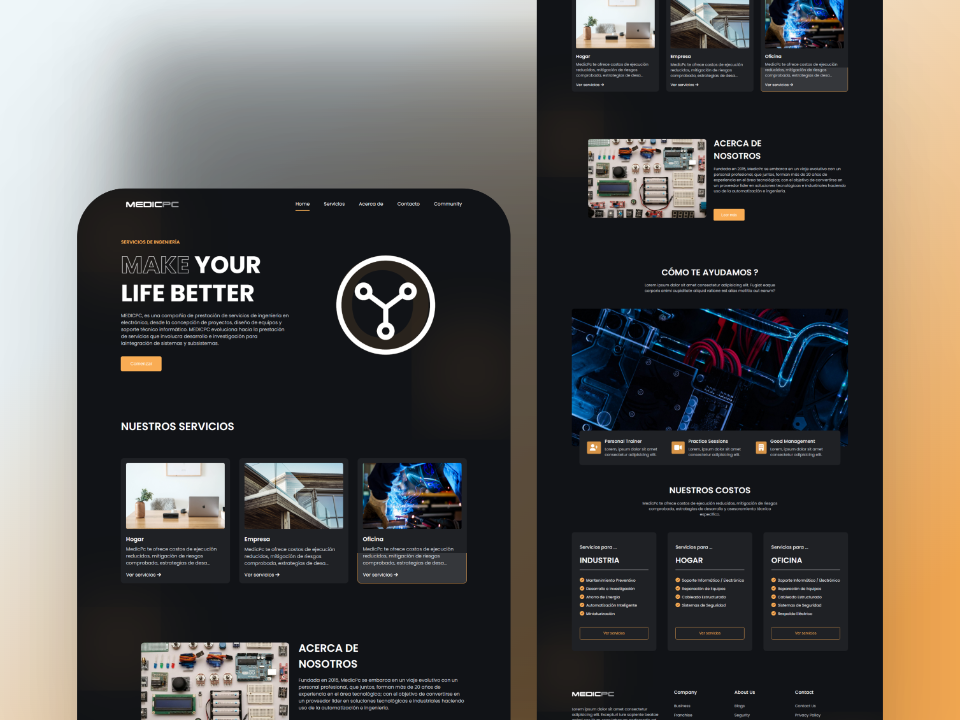 MEDICPC
Home Servicios Acerca de Contacto Community
SERVICIOS DE INGENIERÍA
MAKE YOUR
LIFE BETTER
MEDICPC, es una compañía de prestación de servicios de ingeniería en
electrónica, desde la concepción de proyectos, diseño de equipos y
soporte técnico informático. MEDICPC evoluciona hacia la prestación
de servicios que involucra desarrollo e investigación para
laintegración de sistemas y subsistemas.
NUESTROS SERVICIOS
Hogar
MedicPc te ofrece costos de ejecución
reducidos, mitigación de riesgos
comprobada, estrategias de desa...
Ver servicios →
Empresa
MedicPc te ofrece costos de ejecución
reducidos, mitigación de riesgos
comprobada, estrategias de desa...
Ver servicios →
Oficina
MedicPc te ofrece costos de ejecución
reducidos, mitigación de riesgos
comprobada, estrategias de desa...
Ver servicios →
ACERCA DE
NOSOTROS
Fundada en 2015, MedicPc se embarca en un viaje evolutivo con un
personal profesional, que juntos, forman más de 20 años de
experiencia en el área tecnológica; con el objetivo de convertirse en
un proveedor líder en soluciones tecnológicas e industriales haciendo
uso de la automatización e ingeniería.
Hogar
MedicPc te ofrece costos de ejecución
reducidos, mitigación de riesgos
comprobada, estrategias de desa...
Ver servicios →
Empresa
MedicPc te ofrece costos de ejecución
reducidos, mitigación de riesgos
comprobada, estrategias de desa...
Ver servicios →
Oficina
MedicPc te ofrece costos de ejecución
reducidos, mitigación de riesgos
comprobada, estrategias de desa...
Ver servicios →
ACERCA DE
NOSOTROS
Fundada en 2015, MedicPc se embarca en un viaje evolutivo con un
personal profesional que juntos, forman más de 20 años de
experiencia en el área tecnológica, con el objetivo de convertirse en
un proveedor líder en soluciones tecnológicas e industriales haciendo
uso de la automatización e ingeniería.
CÓMO TE AYUDAMOS ?
Lorem ipsum dolor sit amet consectetur adipisicing elit. Fugiat eaque
Personal Trainer
Lorem, ipsum dolor sit amet
consectetur adipisicing elit.
Practice Sessions
Lorem, ipsum dolor sit amet
consectetur adipisicing elit.
Good Management
Lorem, ipsum dolor sit amet
consectetur adipisicing elit.
NUESTROS COSTOS
MedicPc te ofrece costos de ejecución reducidos, mitigación de riesgos
comprobada, estrategias de desarrollo y conocimiento técnico
específico.
Servicios para ...
INDUSTRIA
Mantenimiento Preventivo
Desarrollo e Investigación
Ahorro de Energía
Automatización Inteligente
Miniaturización
Ver servicios
Servicios para ...
HOGAR
Soporte Informático / Electrónico
Reparación de Equipos
Cableado Estructurado
Sistemas de Seguridad
Ver servicios
Servicios para ...
OFICINA
Soporte Informático / Electrónico
Reparación de Equipos
Cableado Estructurado
Sistemas de Seguridad
Respaldo Eléctrico
Ver servicios
MEDICPC
Lorem ipsum dolor sit amet consectetur adipisicing
Company
Business
Franchise
About Us
Blogs
Security
Contact
Contact Us
Privacy Policy